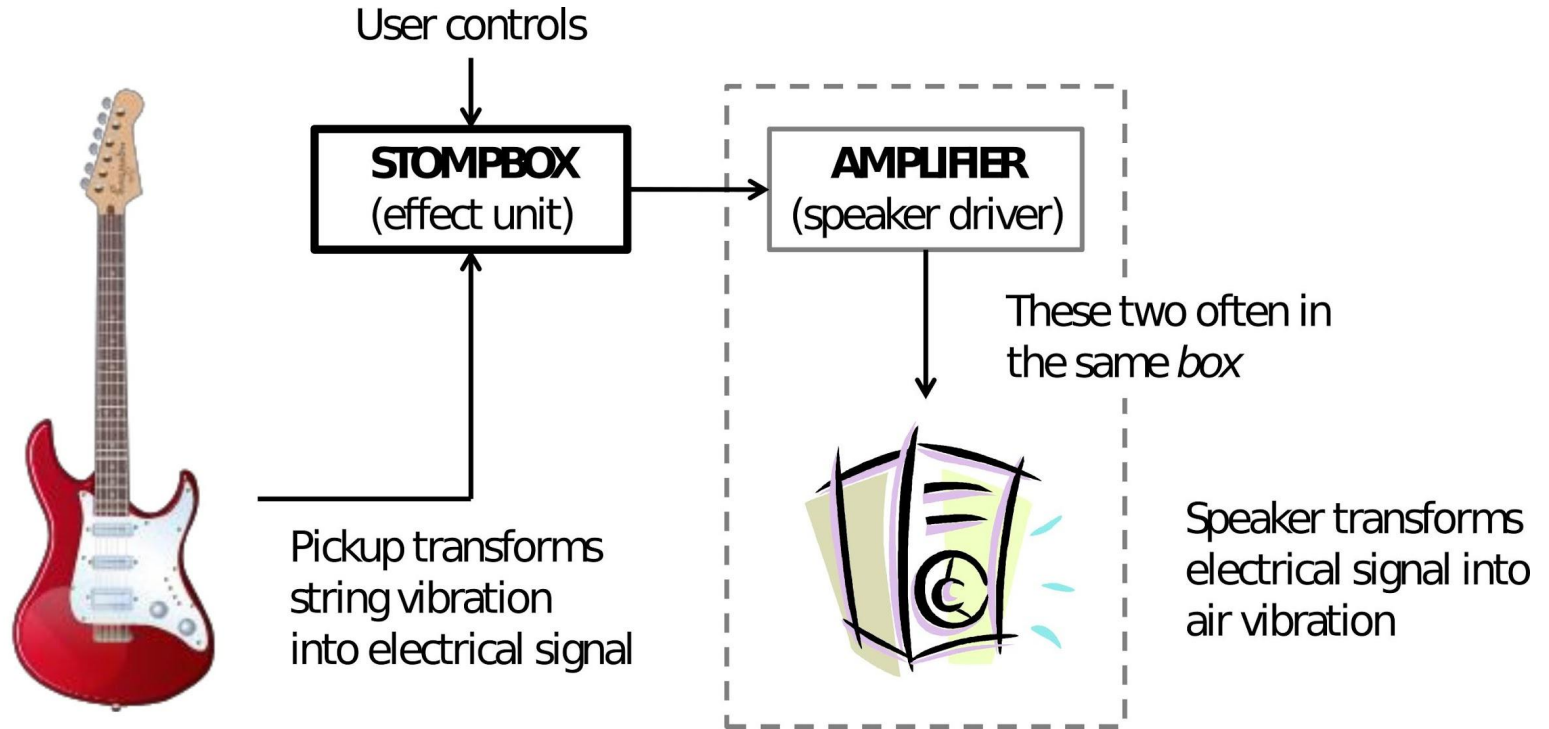 User controls
STOMPBOX
(effect unit)
AMPLIFIER
(speaker driver)
These two often in
the same box
Pickup transforms
string vibration
into electrical signal
Speaker transforms
electrical signal into
air vibration